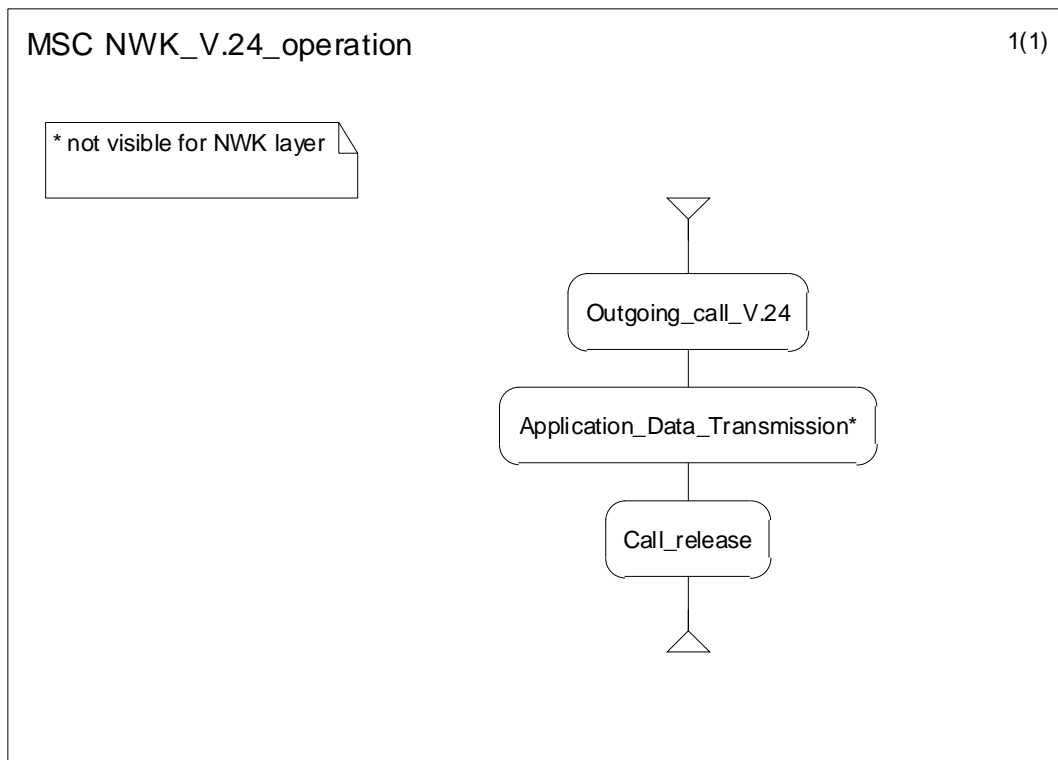 MSC NWK_V.24_operation
1(1)
* not visible for NWK layer
Outgoing_call_V.24
Application_Data_Transmission*
Call_release